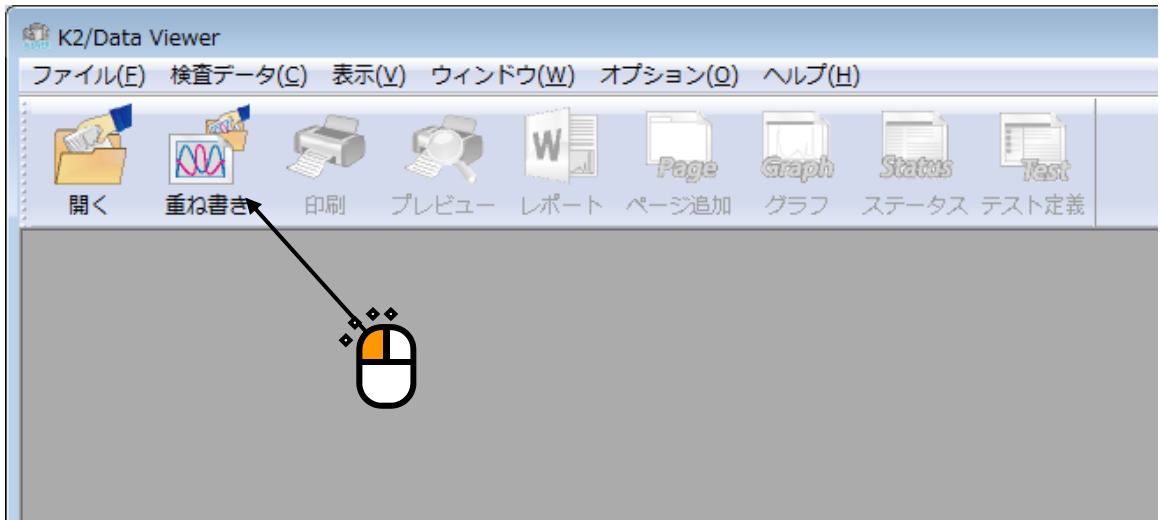 K2/Data Viewer
ファイル(F) 検査データ(C) 表示(V) ウィンドウ(W) オプション(O) ヘルプ(H)
W Page Graph Status Test
開く 重ね書き 印刷 プレビュー レポート ページ追加 グラフ ステータス テスト定義